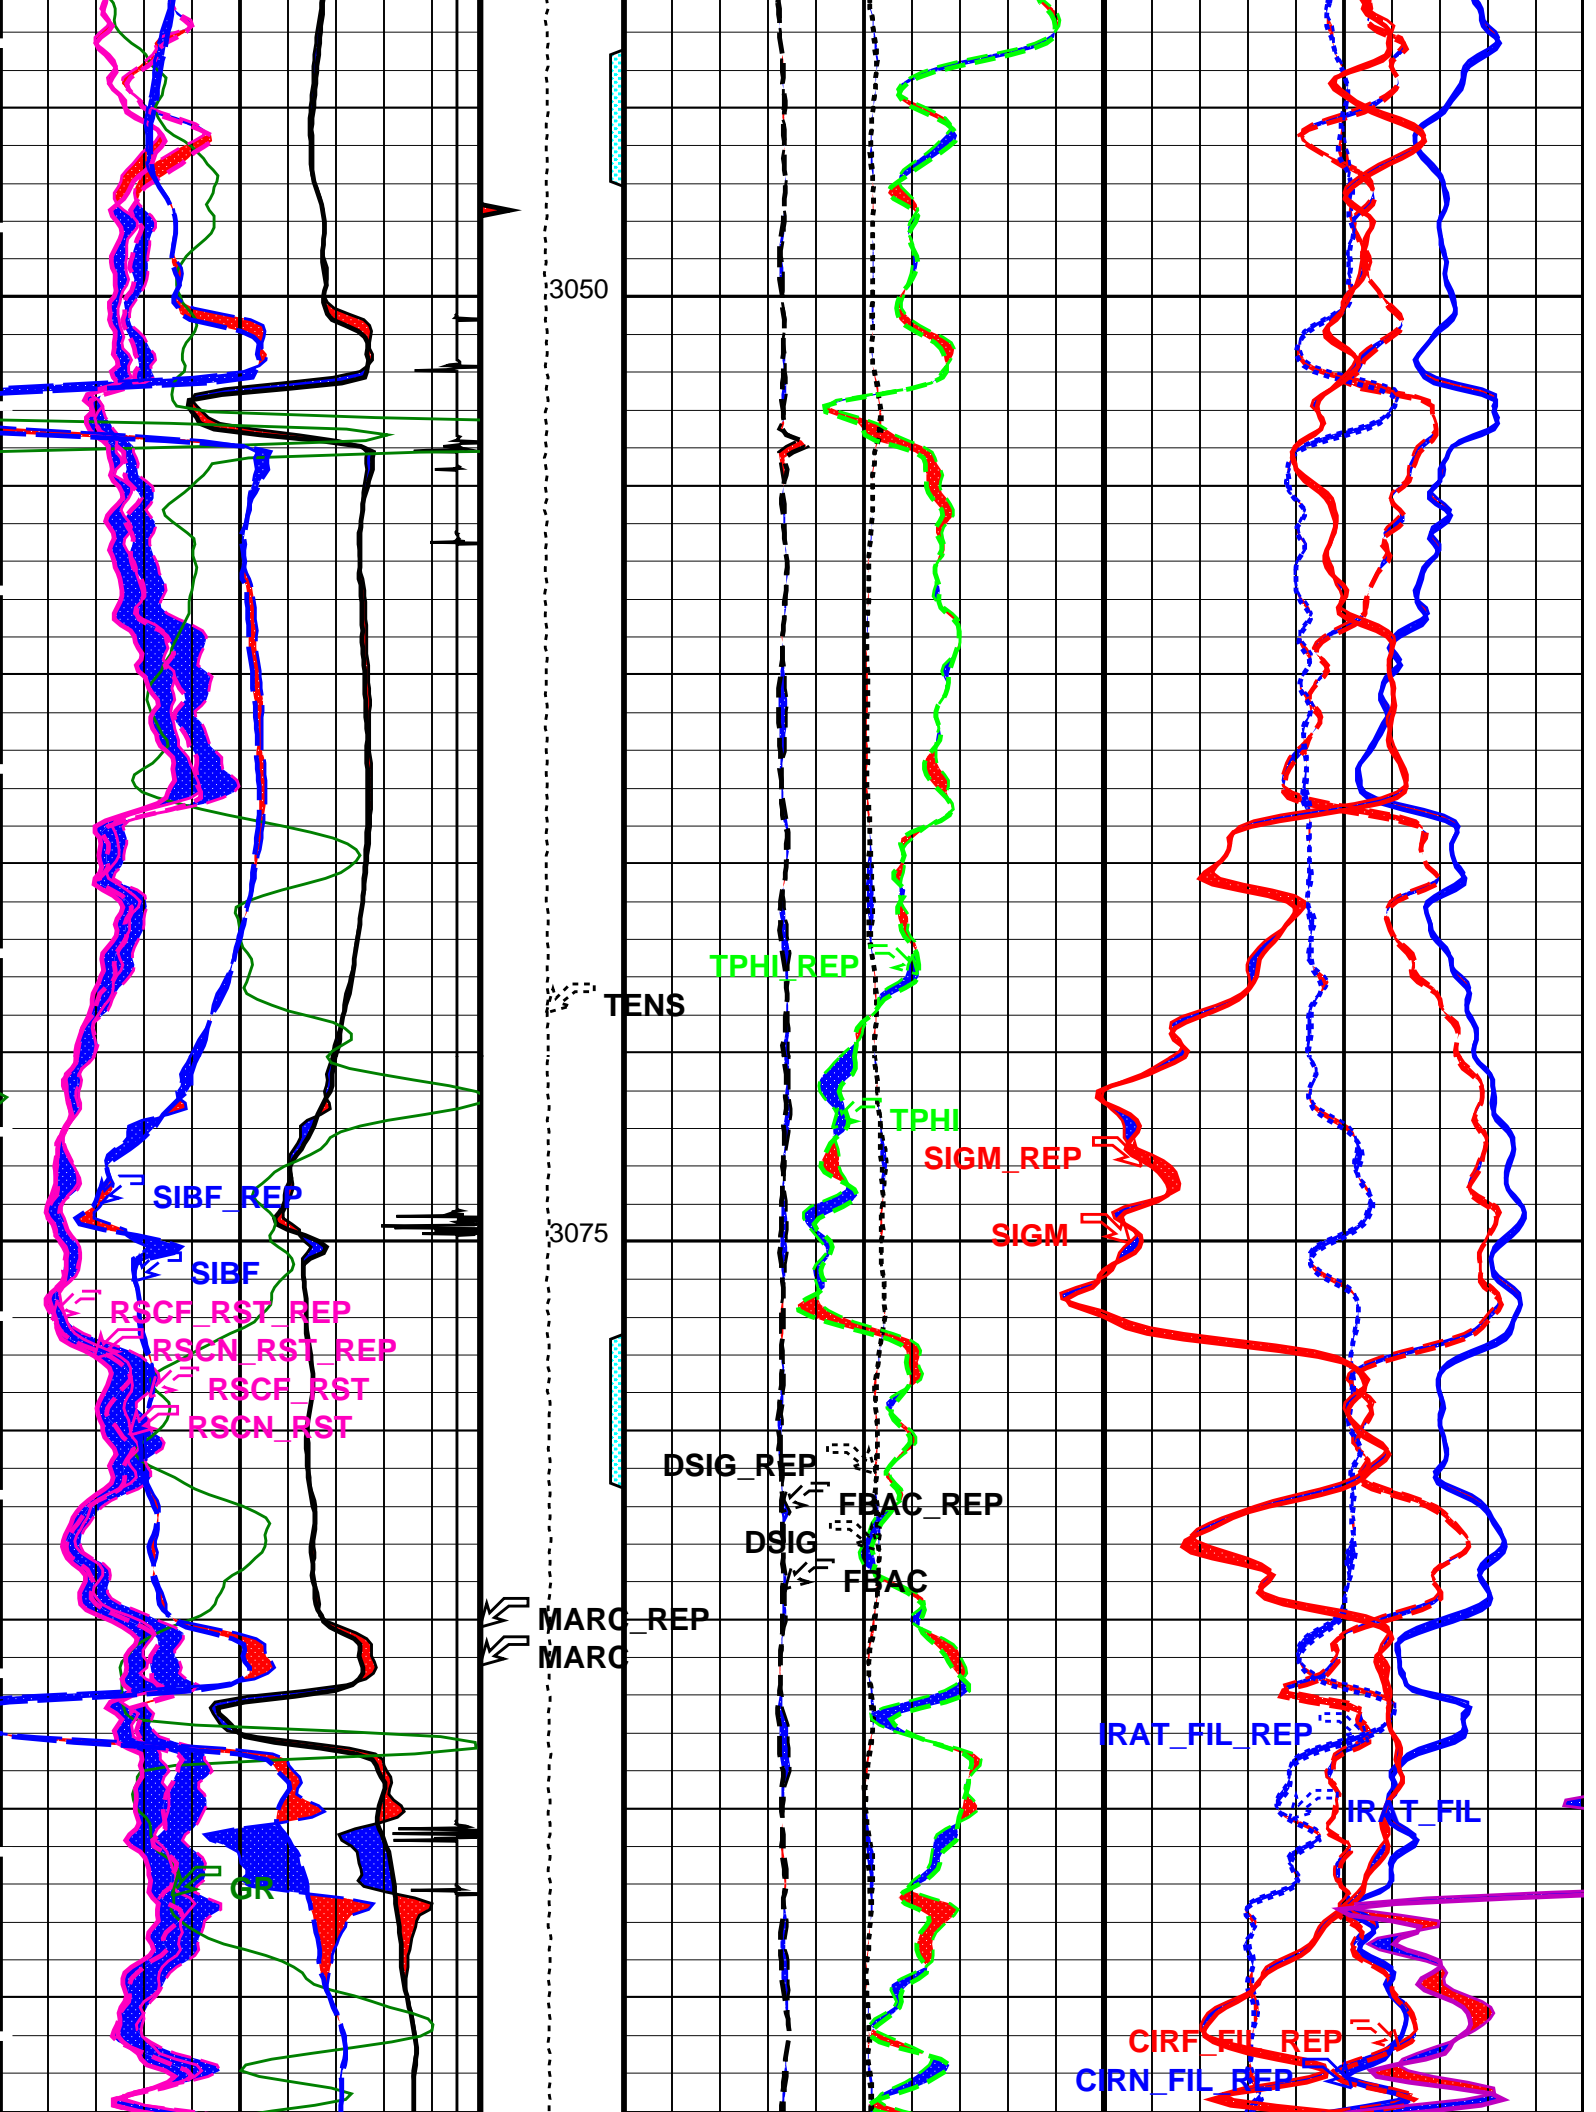 3050
TPHI_REP
TENS
TPHI
SIGM_REP
SIBF_REP
SIGM
3075
SIBF
RSCF_RST_REP
RSCN_RST_REP
RSCF_RST
RSCN_RST
DSIG_REP
FBAC_REP
DSIG
FBAC
MARC_REP
MARC
IRAT_FIL_REP
IRAT_FIL
GR
CIRF_FIL_REP
CIRN_FIL_REP